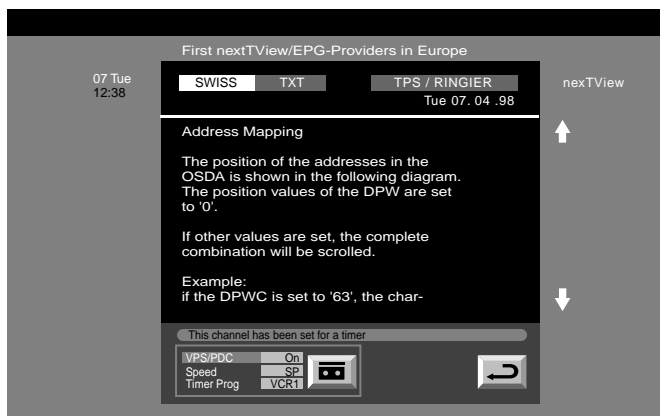 First nextTView/EPG-Providers in Europe
07 Tue
12:38
SWISS TXT TPS / RINGIER
nexTView
Tue 07. 04 .98
Address Mapping
The position of the addresses in the
OSDA is shown in the following diagram.
The position values of the DPW are set
to '0'.
If other values are set, the complete
combination will be scrolled.
Example:
if the DPWC is set to '63', the char-
This channel has been set for a timer
VPS/PDC On
Speed SP
Timer Prog VCR1